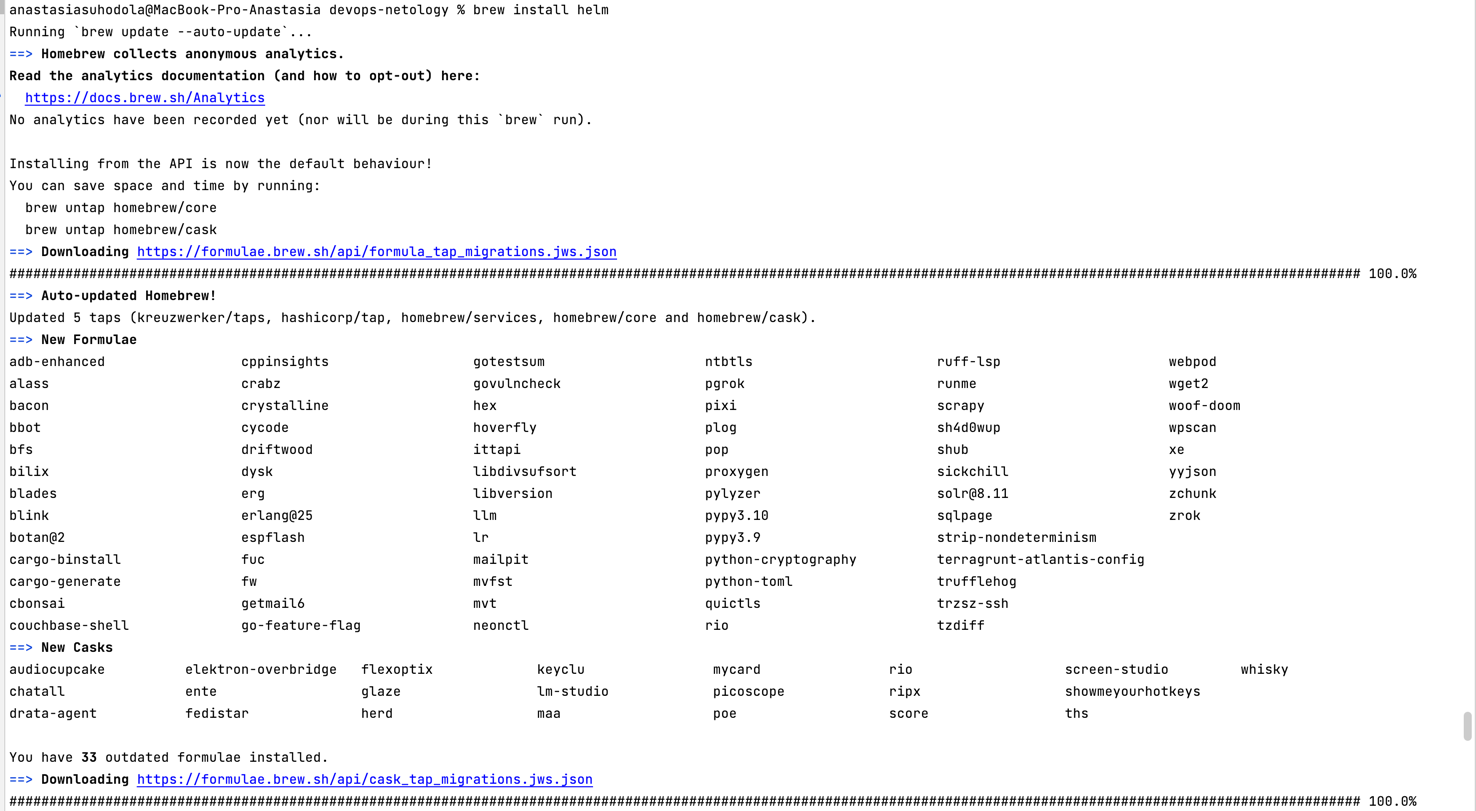 anastasiasuhodola@MacBook-Pro-Anastasia devops-netology % brew install helm
Running `brew update --auto-update`...
==> Homebrew collects anonymous analytics.
Read the analytics documentation (and how to opt-out) here:
  https://docs.brew.sh/Analytics
No analytics have been recorded yet (nor will be during this `brew` run).

Installing from the API is now the default behaviour!
You can save space and time by running:
  brew untap homebrew/core
  brew untap homebrew/cask
==> Downloading https://formulae.brew.sh/api/formula_tap_migrations.jws.json
######################################################################################################################################################################### 100.0%
==> Auto-updated Homebrew!
Updated 5 taps (kreuzwerker/taps, hashicorp/tap, homebrew/services, homebrew/core and homebrew/cask).
==> New Formulae
adb-enhanced                 cppinsights                  gotestsum                    ntbtls                       ruff-lsp                     webpod
alass                        crabz                        govulncheck                  pgrok                        runme                        wget2
bacon                        crystalline                  hex                          pixi                         scrapy                       woof-doom
bbot                         cycode                       hoverfly                     plog                         sh4d0wup                     wpscan
bfs                          driftwood                    ittapi                       pop                          shub                         xe
bilix                        dysk                         libdivsufsort                proxygen                     sickchill                    yyjson
blades                       erg                          libversion                   pylyzer                      solr@8.11                    zchunk
blink                        erlang@25                    llm                          pypy3.10                     sqlpage                      zrok
botan@2                      espflash                     lr                           pypy3.9                      strip-nondeterminism
cargo-binstall               fuc                          mailpit                      python-cryptography          terragrunt-atlantis-config
cargo-generate               fw                           mvfst                        python-toml                  trufflehog
cbonsai                      getmail6                     mvt                          quictls                      trzsz-ssh
couchbase-shell              go-feature-flag              neonctl                      rio                          tzdiff
==> New Casks
audiocupcake          elektron-overbridge   flexoptix             keyclu                mycard                rio                   screen-studio         whisky
chatall               ente                  glaze                 lm-studio             picoscope             ripx                  showmeyourhotkeys
drata-agent           fedistar              herd                  maa                   poe                   score                 ths

You have 33 outdated formulae installed.
==> Downloading https://formulae.brew.sh/api/cask_tap_migrations.jws.json
######################################################################################################################################################################### 100.0%